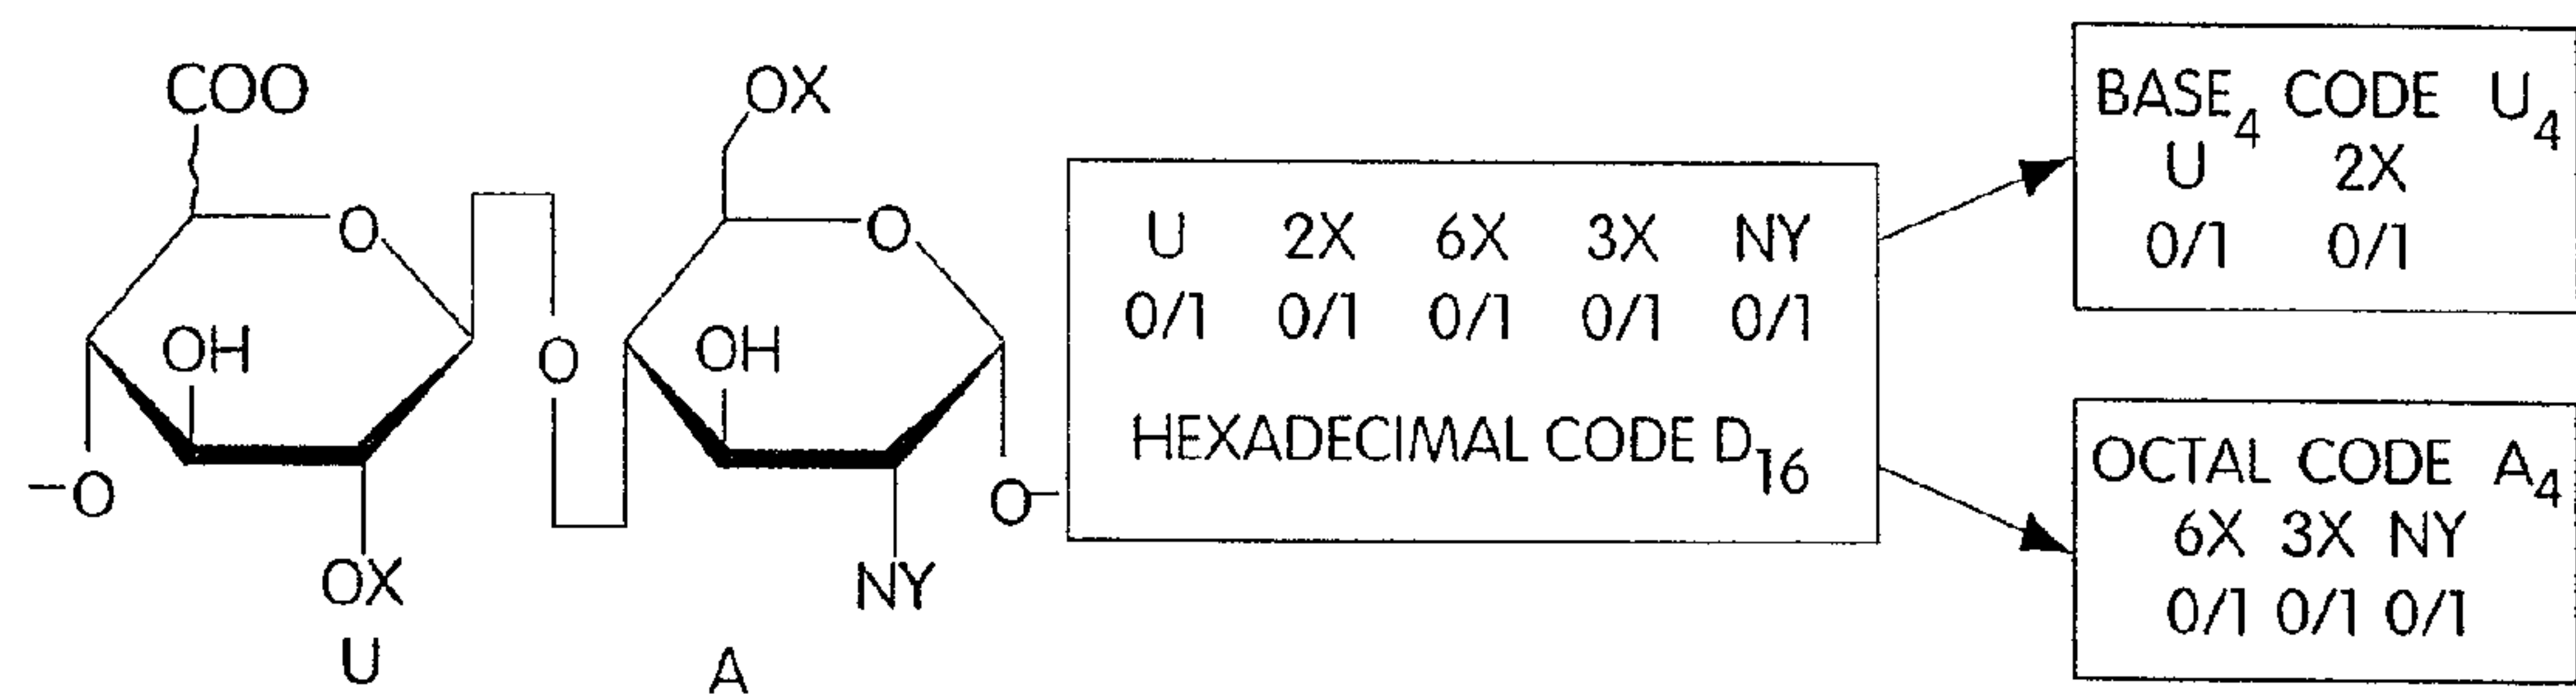 COO
OX
O
O
OH
OH
O
-O
O-
OX
NY
U
A
U 2X 6X 3X NY
0/1 0/1 0/1 0/1 0/1
HEXADECIMAL CODE D16
BASE4 CODE U4
U 2X
0/1 0/1
OCTAL CODE A4
6X 3X NY
0/1 0/1 0/1